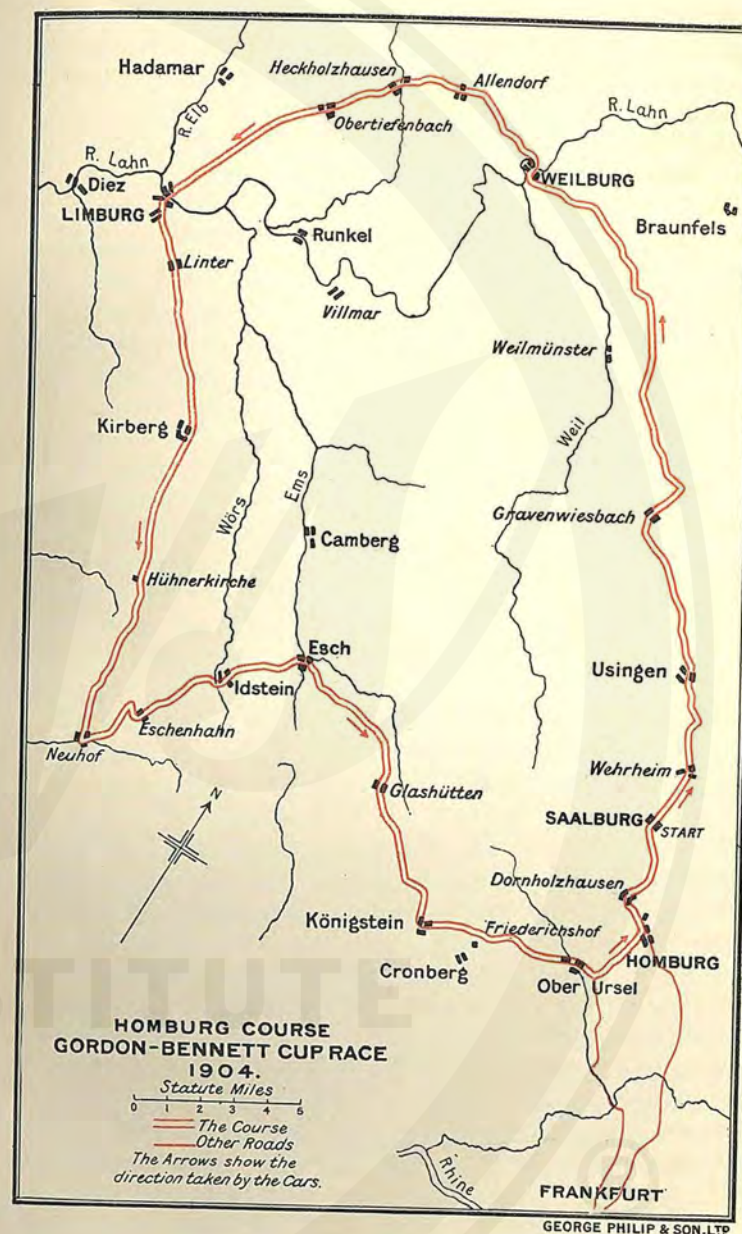 Hadamar
Heckholzhausen
Allendorf
R. Elb
Obertiefenbach
R. Lahn
R. Lahn
Diez
WEILBURG
LIMBURG
Braunfels
Runkel
Linter
Villmar
Weilmünster
Kirberg
Weil
Ems
Wörs
Gravenwiesbach
Camberg
Hühnerkirche
Esch
Usingen
Idstein
Eschenhahn
Neuhof
Wehrheim
Glashütten
SAALBURG
START
N
Dornholzhausen
Königstein
Friederichshof
HOMBURG
Cronberg
Ober Ursel
STITUTE
HOMBURG COURSE
GORDON-BENNETT CUP RACE
1904.
Statute Miles
0 1 2 3 4 5
The Course
Other Roads
The Arrows show the
direction taken by the Cars.
Rhine
FRANKFURT
GEORGE PHILIP & SON. LTD